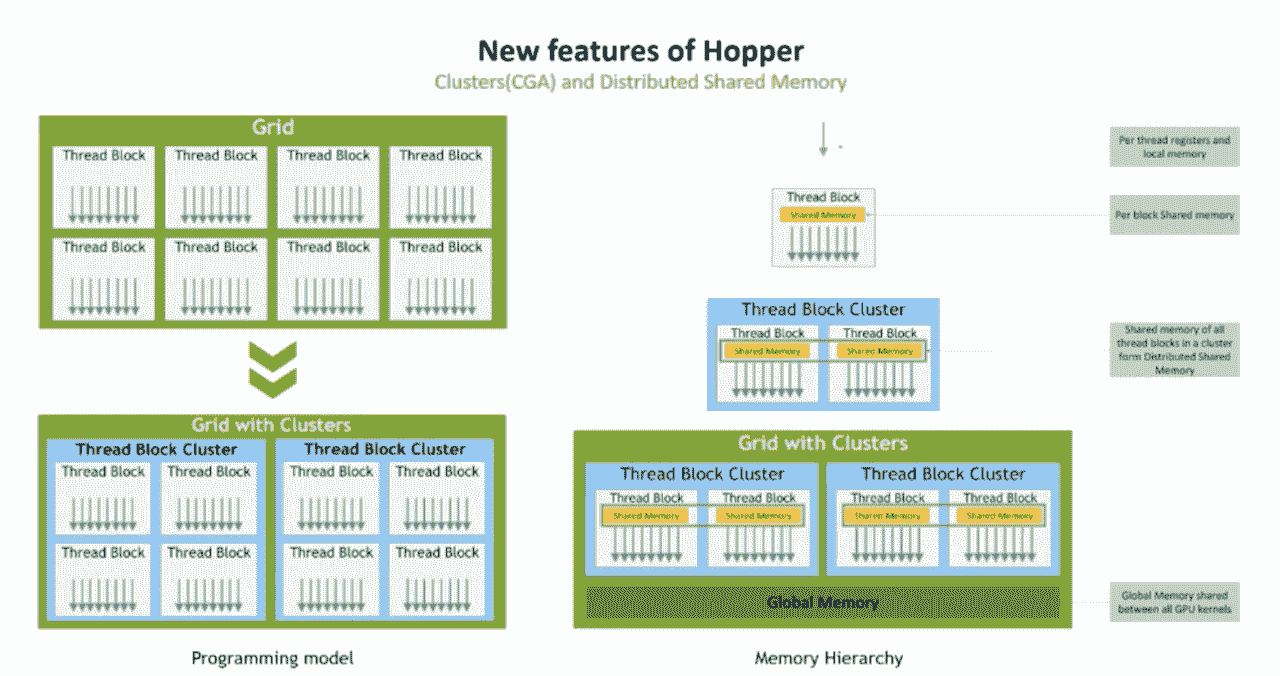 New features of Hopper
Clusters(CGA) and Distributed Shared Memory
Grid
Thread Block Thread Block Thread Block Thread Block
Thread Block Thread Block Thread Block Thread Block
Grid with Clusters
Thread Block Cluster Thread Block Cluster
Thread Block Thread Block Thread Block Thread Block
Thread Block Thread Block Thread Block Thread Block
Programming model
Per thread registers and
local memory
Thread Block
Shared Memory
Per block Shared memory
Thread Block Cluster
Thread Block Thread Block
Shared Memory Shared Memory
Shared memory of all
thread blocks in a cluster
form Distributed Shared
Memory
Grid with Clusters
Thread Block Cluster Thread Block Cluster
Thread Block Thread Block Thread Block Thread Block
Shared Memory Shared Memory Shared Memory Shared Memory
Global Memory
Global Memory shared
between all GPU kernels
Memory Hierarchy